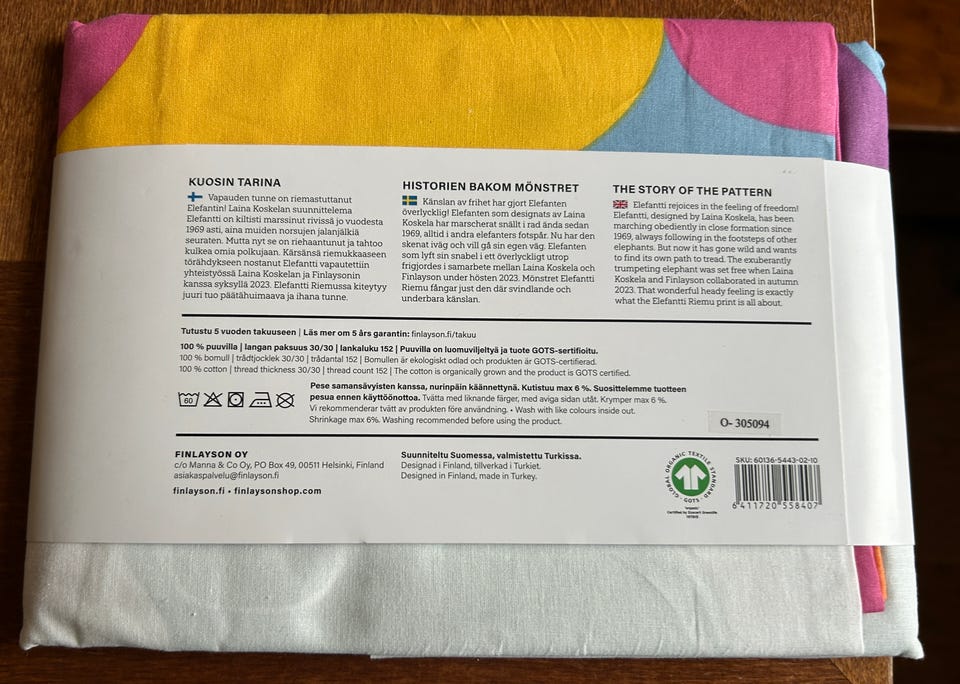 KUOSIN TARINA
Vapauden tunne on riemastuttanut
Elefantin! Laina Koskelan suunnittelema
Elefantti on kiltisti marssinut rivissä jo vuodesta
1969 asti, aina muiden norsujen jalanjälkiä
seuraten. Mutta nyt se on riehaantunut ja tahtoo
kulkea omia polkujaan. Kärsänsä riemukkaaseen
törähdykseen nostanut Elefantti vapautettiin
yhteistyössä Laina Koskelan ja Finlaysonin
kanssa syksyllä 2023. Elefantti Riemussa kiteytyy
juuri tuo päätähuimaava ja ihana tunne.
HISTORIEN BAKOM MÖNSTRET
Känslan av frihet har gjort Elefanten
överlycklig! Elefanten som designats av Laina
Koskela har marscherat snällt i rad ända sedan
1969, alltid i andra elefanters fotspår. Nu har den
skenat iväg och vill gå sin egen väg. Elefanten
som lyft sin snabel i ett överlyckligt utrop
frigjordes i samarbete mellan Laina Koskela och
Finlayson under hösten 2023. Mönstret Elefantti
Riemu fångar just den där svindlande och
underbara känslan.
THE STORY OF THE PATTERN
Elefantti rejoices in the feeling of freedom!
Elefantti, designed by Laina Koskela, has been
marching obediently in close formation since
1969, always following in the footsteps of other
elephants. But now it has gone wild and wants
to find its own path to tread. The exuberantly
trumpeting elephant was set free when Laina
Koskela and Finlayson collaborated in autumn
2023. That wonderful heady feeling is exactly
what the Elefantti Riemu print is all about.
Tutustu 5 vuoden takuuseen | Läs mer om 5 års garantin: finlayson.fi/takuu
100 % puuvilla | langan paksuus 30/30 | lankaluku 152 | Puuvilla on luomuviljeltyä ja tuote GOTS-sertifioitu.
100 % bomull | trådtjocklek 30/30 | trådantal 152 | Bomullen är ekologiskt odlad och produkten är GOTS-certifierad.
100 % cotton | thread thickness 30/30 | thread count 152 | The cotton is organically grown and the product is GOTS certified.
60
Pese samansävyisten kanssa, nurinpäin käännettynä. Kutistuu max 6 %. Suosittelemme tuotteen
pesua ennen käyttöönottoa. Tvätta med liknande färger, med aviga sidan utåt. Krymper max 6 %.
Vi rekommenderar tvätt av produkten före användning. • Wash with like colours inside out.
Shrinkage max 6%. Washing recommended before using the product.
O- 305094
FINLAYSON OY
c/o Manna & Co Oy, PO Box 49, 00511 Helsinki, Finland
asiakaspalvelu@finlayson.fi
finlayson.fi • finlaysonshop.com
Suunniteltu Suomessa, valmistettu Turkissa.
Designad i Finland, tillverkad i Turkiet.
Designed in Finland, made in Turkey.
GLOBAL ORGANIC TEXTILE STANDARD
· GOTS ·
"organic"
SKU: 60136-5443-02-10
6 411720 558407